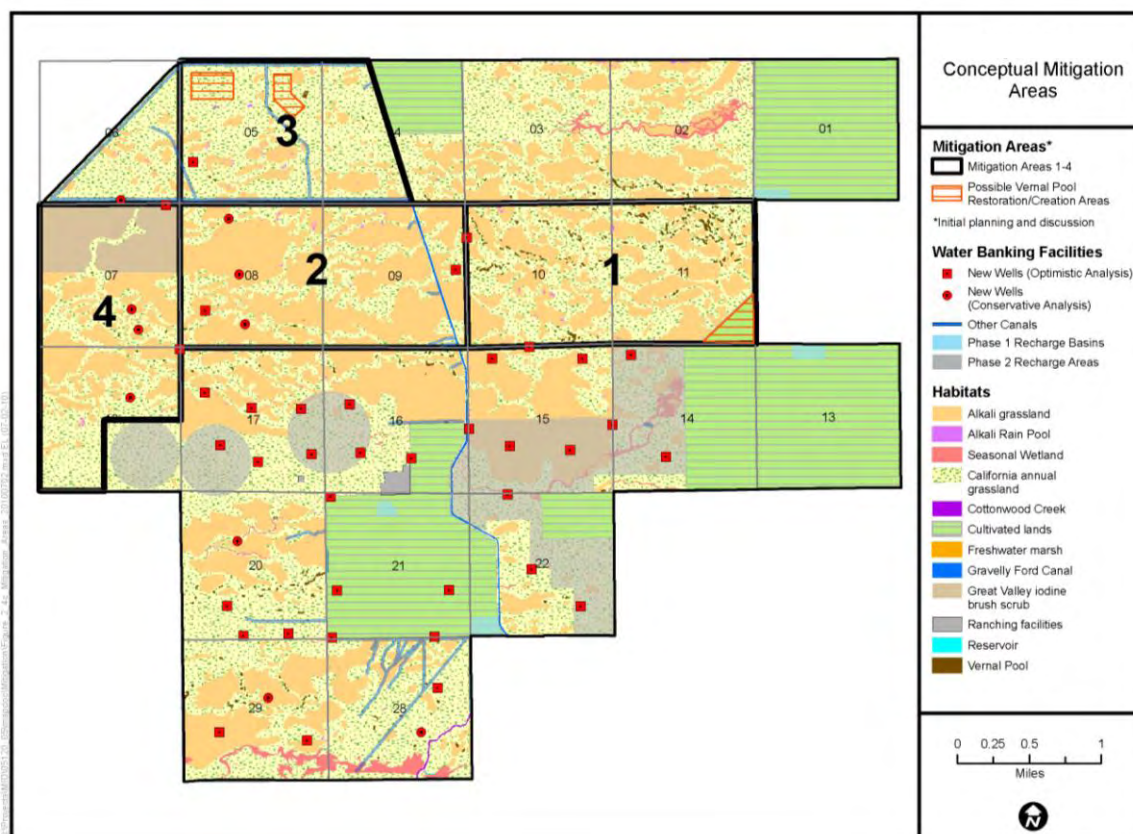 Conceptual Mitigation
Areas
Mitigation Areas*
Mitigation Areas 1-4
Possible Vernal Pool
Restoration/Creation Areas
*Initial planning and discussion
Water Banking Facilities
New Wells (Optimistic Analysis)
New Wells
(Conservative Analysis)
Other Canals
Phase 1 Recharge Basins
Phase 2 Recharge Areas
Habitats
Alkali grassland
Alkali Rain Pool
Seasonal Wetland
California annual
grassland
Cottonwood Creek
Cultivated lands
Freshwater marsh
Gravelly Ford Canal
Great Valley iodine
brush scrub
Ranching facilities
Reservoir
Vernal Pool
0 0.25 0.5 1
Miles
N
06 05 4 03 02 01
3
07 08 09 10 11
4 2 1
17 16 15 14 13
20 21 22
29 28